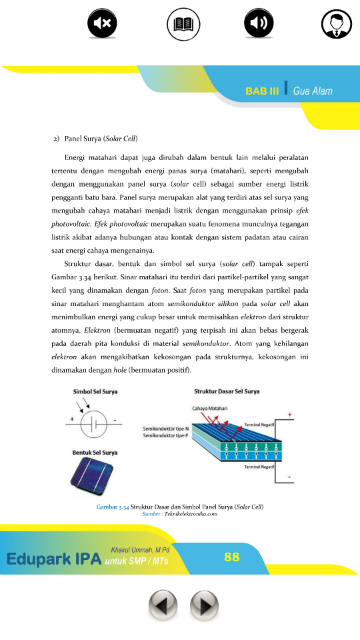 BAB III
Gua Alam
2) Panel Surya (Solar Cell)
Energi matahari dapat juga dirubah dalam bentuk lain melalui peralatan
tertentu dengan mengubah energi panas surya (matahari), seperti mengubah
dengan menggunakan panel surya (solar cell) sebagai sumber energi listrik
pengganti batu bara. Panel surya merupakan alat yang terdiri atas sel surya yang
mengubah cahaya matahari menjadi listrik dengan menggunakan prinsip efek
photovoltaic. Efek photovoltaic merupakan suatu fenomena munculnya tegangan
listrik akibat adanya hubungan atau kontak dengan sistem padatan atau cairan
saat energi cahaya mengenainya.
Struktur dasar, bentuk dan simbol sel surya (solar cell) tampak seperti
Gambar 3.34 berikut. Sinar matahari itu terdiri dari partikel-partikel yang sangat
kecil yang dinamakan dengan foton. Saat foton yang merupakan partikel pada
sinar matahari menghantam atom semikonduktor silikon pada solar cell akan
menimbulkan energi yang cukup besar untuk memisahkan elektron dari struktur
atomnya. Elektron (bermuatan negatif) yang terpisah ini akan bebas bergerak
pada daerah pita konduksi di material semikonduktor. Atom yang kehilangan
elektron akan mengakibatkan kekosongan pada strukturnya, kekosongan ini
dinamakan dengan hole (bermuatan positif).
Simbol Sel Surya
+ -
Bentuk Sel Surya
Struktur Dasar Sel Surya
Cahaya Matahari
+
Terminal Negatif
Semikonduktor tipe-N
Semikonduktor tipe-P
Terminal Negatif
-
Gambar 3.34 Struktur Dasar dan Simbol Panel Surya (Solar Cell)
Sumber : Teknikelektronika.com
Khairul Ummah, M.Pd
Edupark IPA untuk SMP / MTs
88